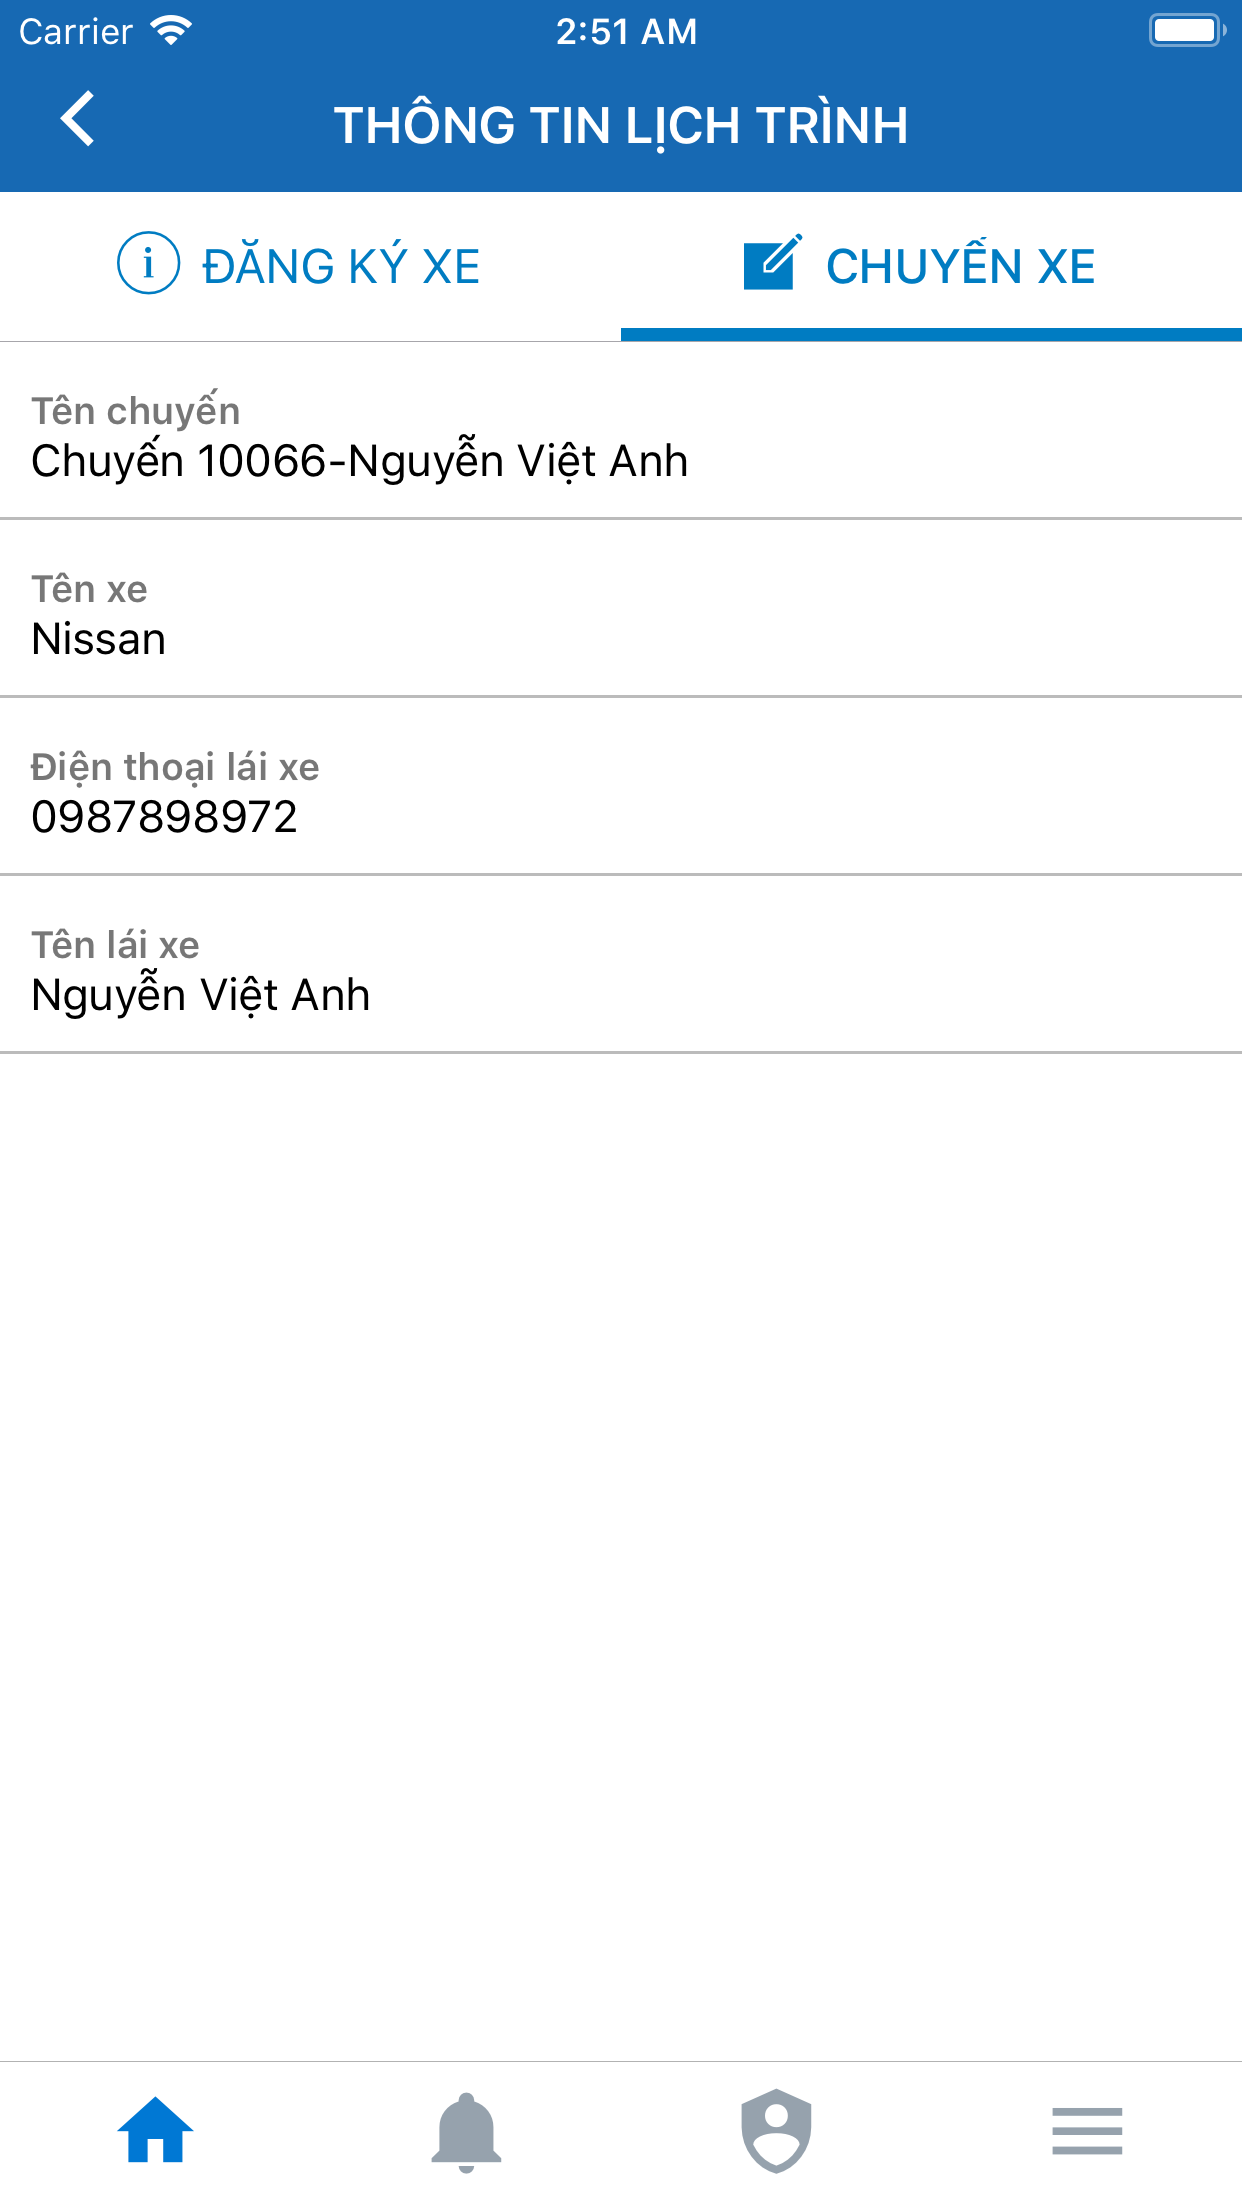 Carrier 2:51 AM
THÔNG TIN LỊCH TRÌNH
ĐĂNG KÝ XE CHUYẾN XE
Tên chuyến
Chuyến 10066-Nguyễn Việt Anh
Tên xe
Nissan
Điện thoại lái xe
0987898972
Tên lái xe
Nguyễn Việt Anh